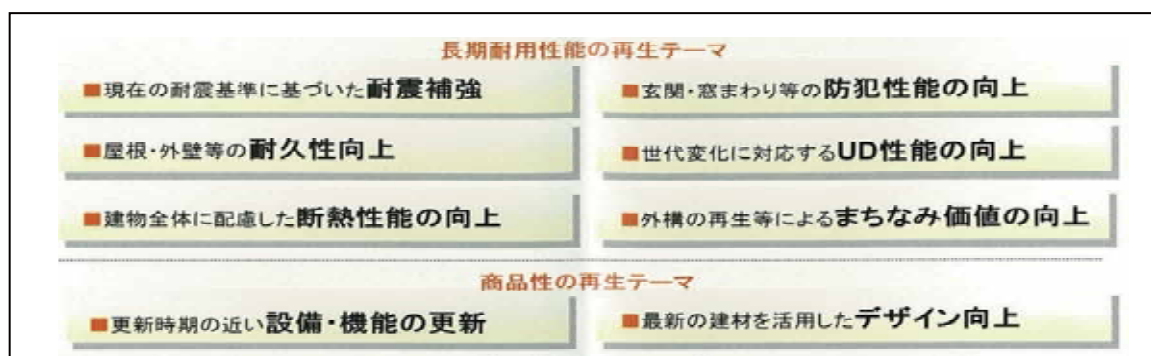 長期耐用性能の再生テーマ
■現在の耐震基準に基づいた耐震補強
■玄関・窓まわり等の防犯性能の向上
■屋根・外壁等の耐久性向上
■世代変化に対応するUD性能の向上
■建物全体に配慮した断熱性能の向上
■外構の再生等によるまちなみ価値の向上
商品性の再生テーマ
■更新時期の近い設備・機能の更新
■最新の建材を活用したデザイン向上